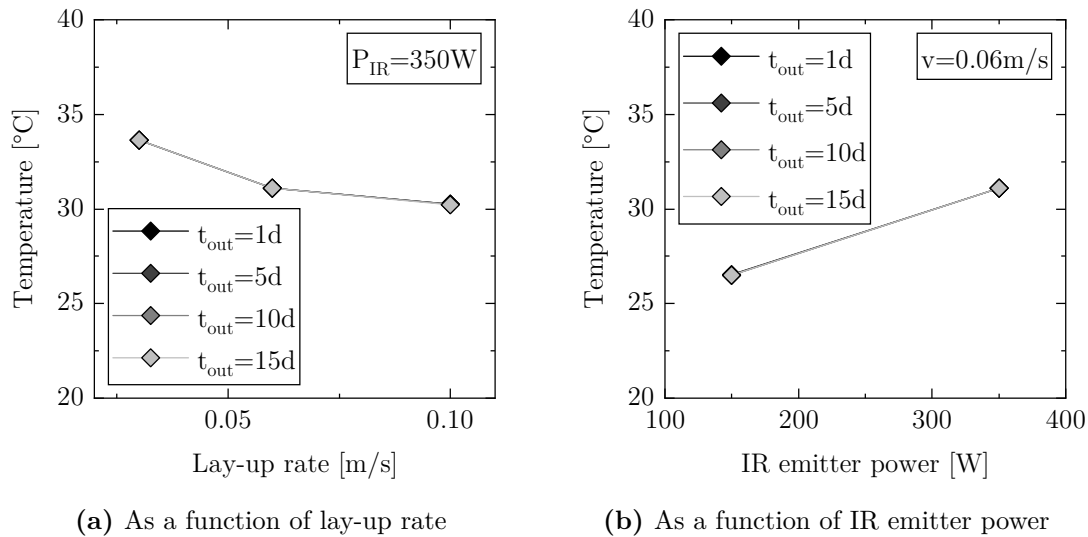 40
35
30
25
20
Temperature [°C]
P_IR=350W
t_out=1d
t_out=5d
t_out=10d
t_out=15d
0.05 0.10
Lay-up rate [m/s]
(a) As a function of lay-up rate
40
35
30
25
20
Temperature [°C]
t_out=1d
t_out=5d
t_out=10d
t_out=15d
v=0.06m/s
100 200 300 400
IR emitter power [W]
(b) As a function of IR emitter power